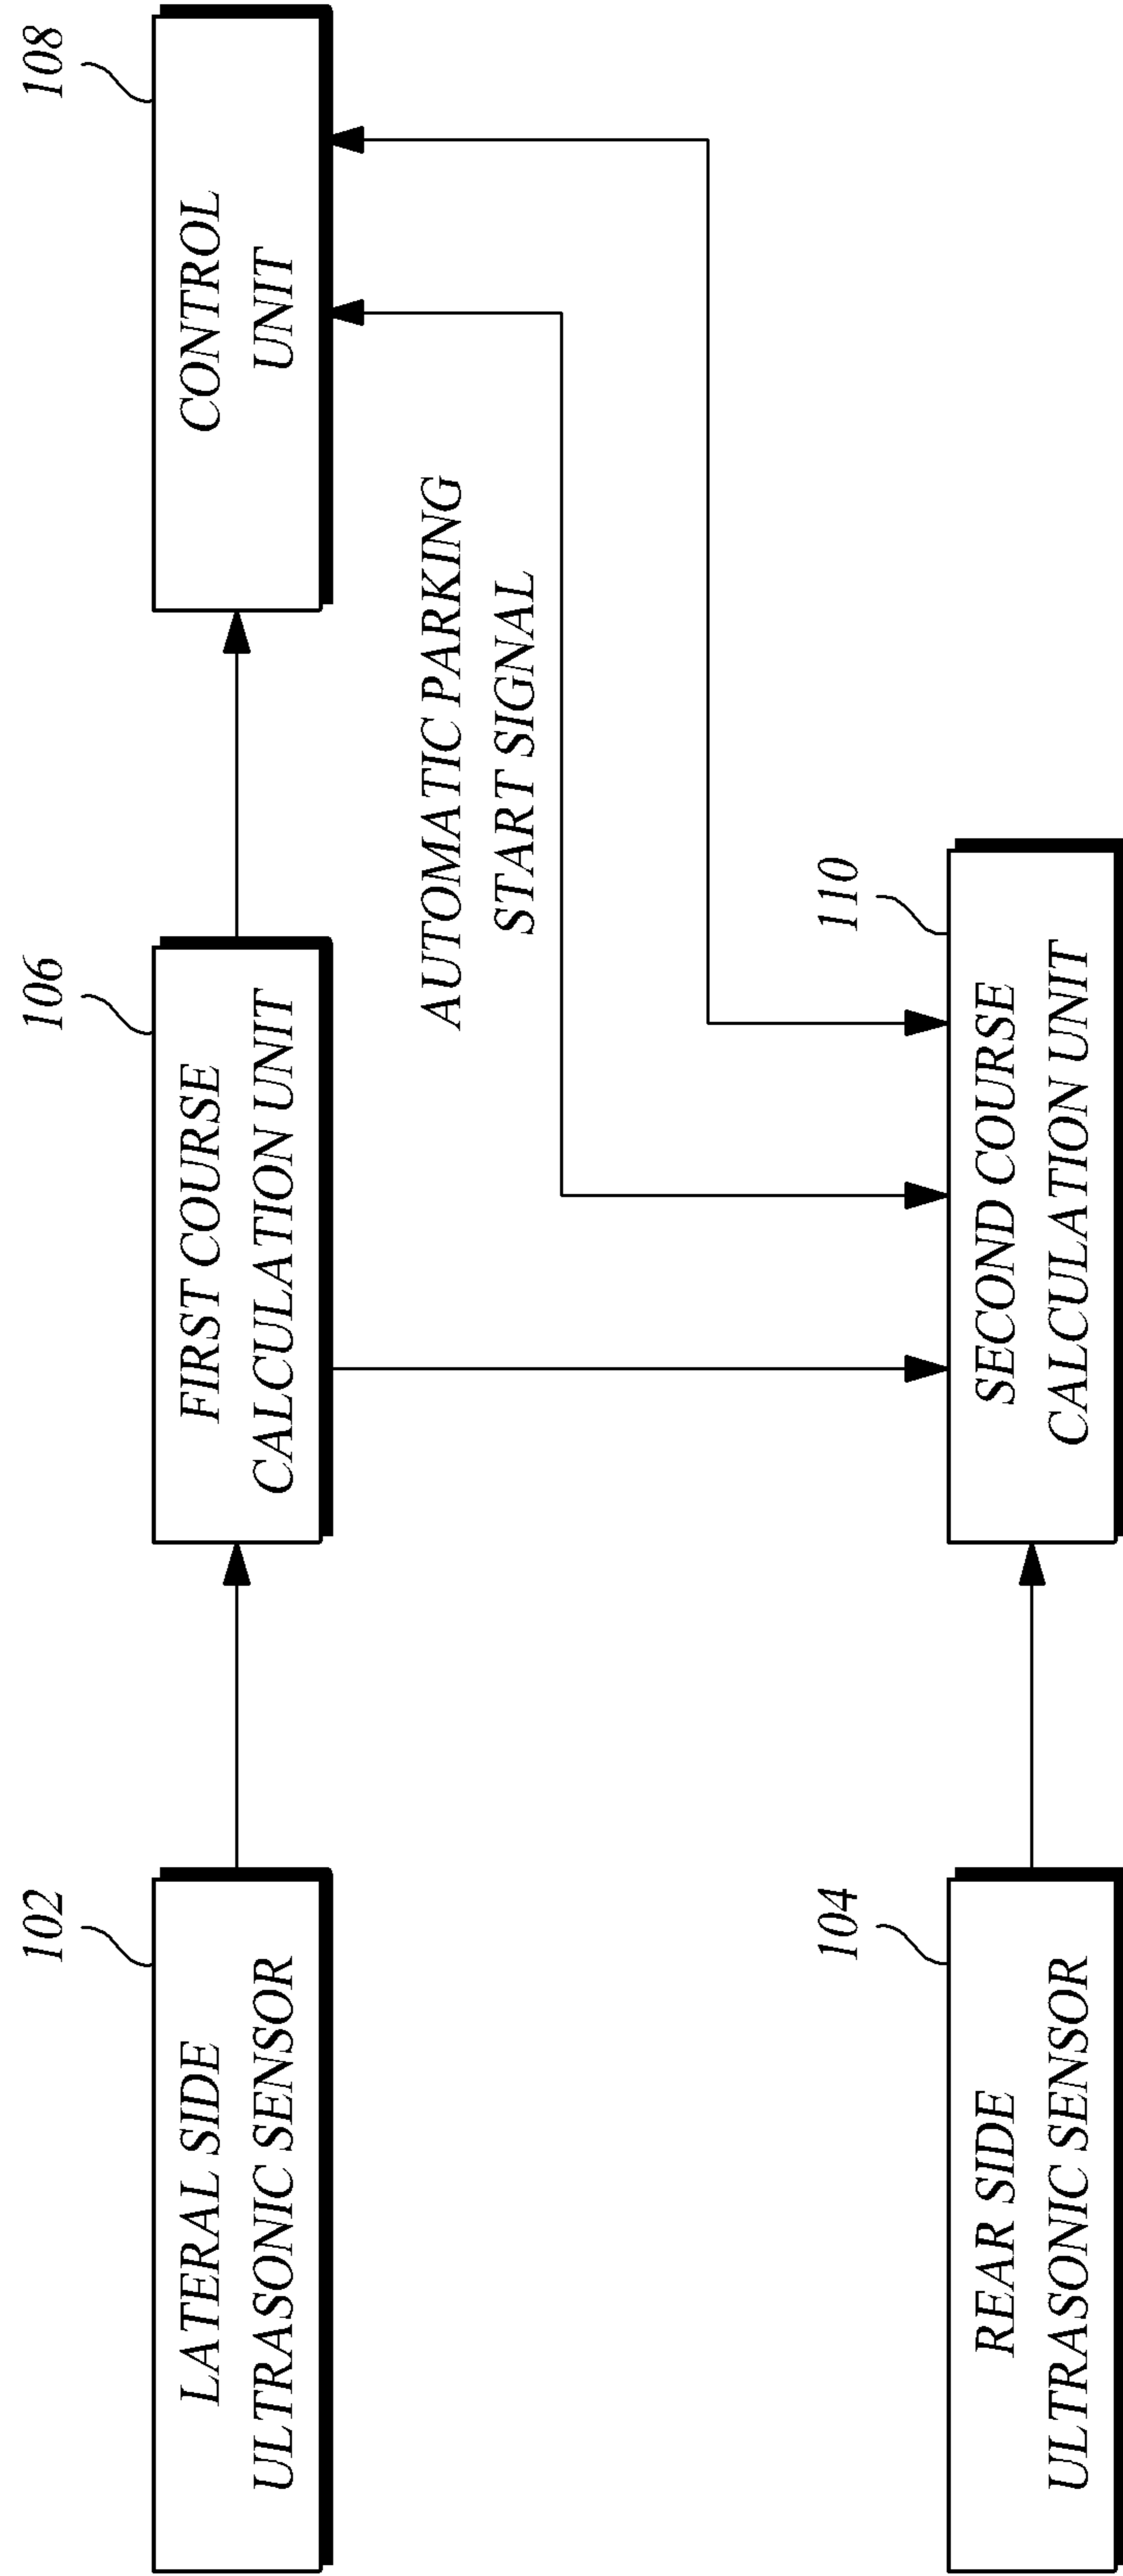 102
LATERAL SIDE
ULTRASONIC SENSOR
106
FIRST COURSE
CALCULATION UNIT
108
CONTROL
UNIT
AUTOMATIC PARKING
START SIGNAL
104
REAR SIDE
ULTRASONIC SENSOR
110
SECOND COURSE
CALCULATION UNIT